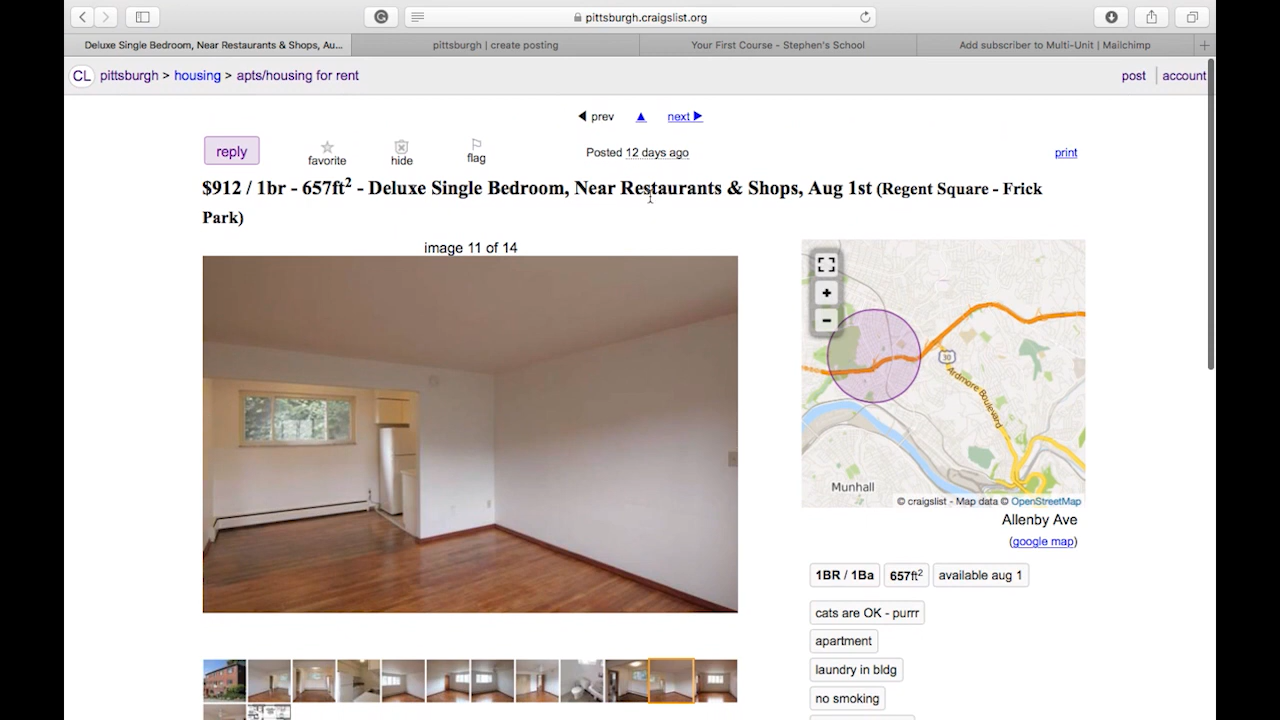 pittsburgh.craigslist.org
Deluxe Single Bedroom, Near Restaurants & Shops, Au...
pittsburgh | create posting
Your First Course - Stephen's School
Add subscriber to Multi-Unit | Mailchimp
CL pittsburgh > housing > apts/housing for rent
post account
◀ prev ▲ next ▶
reply
favorite
hide
flag
Posted 12 days ago
print
$912 / 1br - 657ft² - Deluxe Single Bedroom, Near Restaurants & Shops, Aug 1st (Regent Square - Frick
Park)
image 11 of 14
+
−
30
Ardmore Boulevard
Munhall
© craigslist - Map data © OpenStreetMap
Allenby Ave
(google map)
1BR / 1Ba 657ft² available aug 1
cats are OK - purrr
apartment
laundry in bldg
no smoking